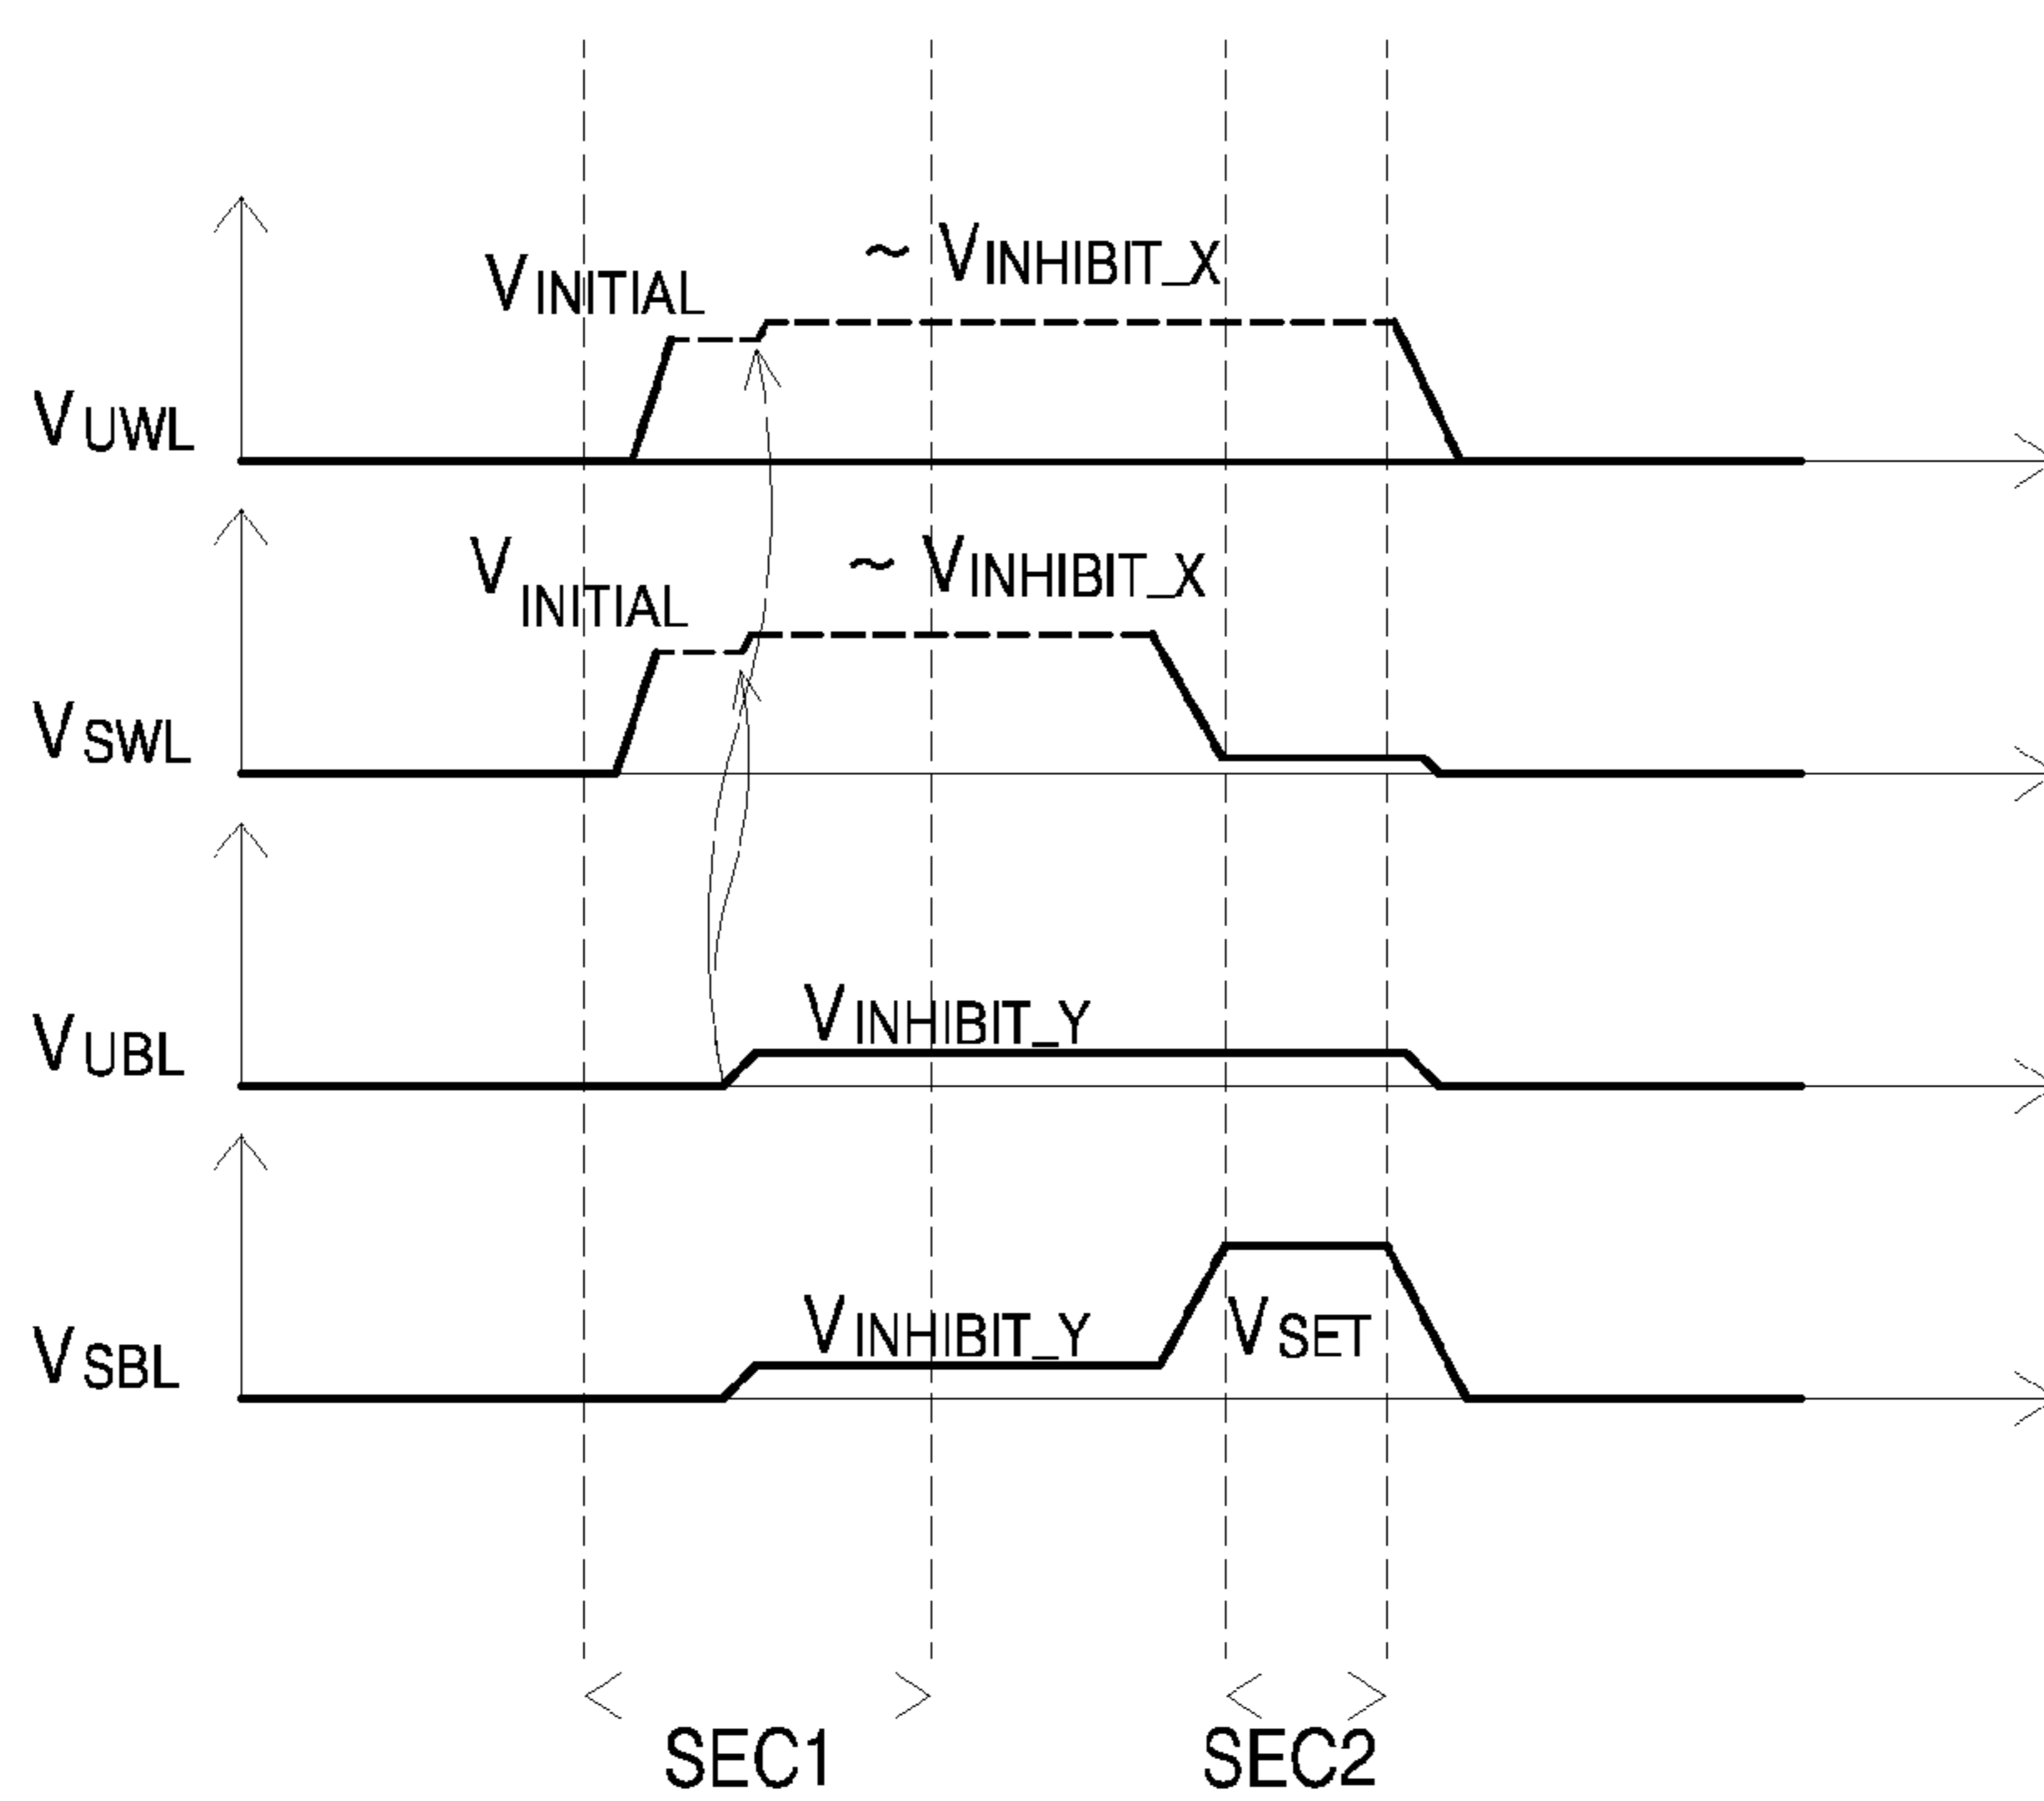 ~ VINHIBIT_X
VINITIAL
VUWL
~ VINHIBIT_X
VINITIAL
VSWL
VINHIBIT_Y
VUBL
VINHIBIT_Y
VSET
VSBL
SEC1
SEC2